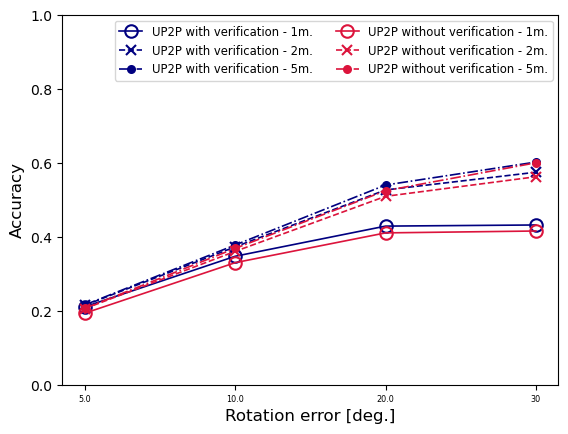 UP2P with verification - 1m.
UP2P with verification - 2m.
UP2P with verification - 5m.
UP2P without verification - 1m.
UP2P without verification - 2m.
UP2P without verification - 5m.
1.0
0.8
0.6
0.4
0.2
0.0
Accuracy
5.0 10.0 20.0 30
Rotation error [deg.]